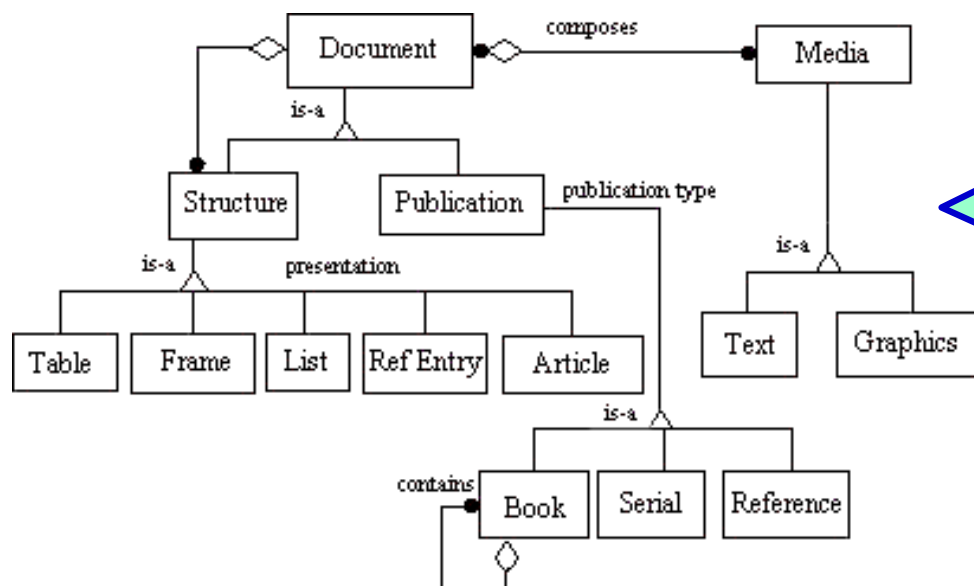 composes
Document
Media
is-a
Structure
Publication
publication type
is-a
presentation
is-a
Table
Frame
List
Ref Entry
Article
Text
Graphics
is-a
contains
Book
Serial
Reference